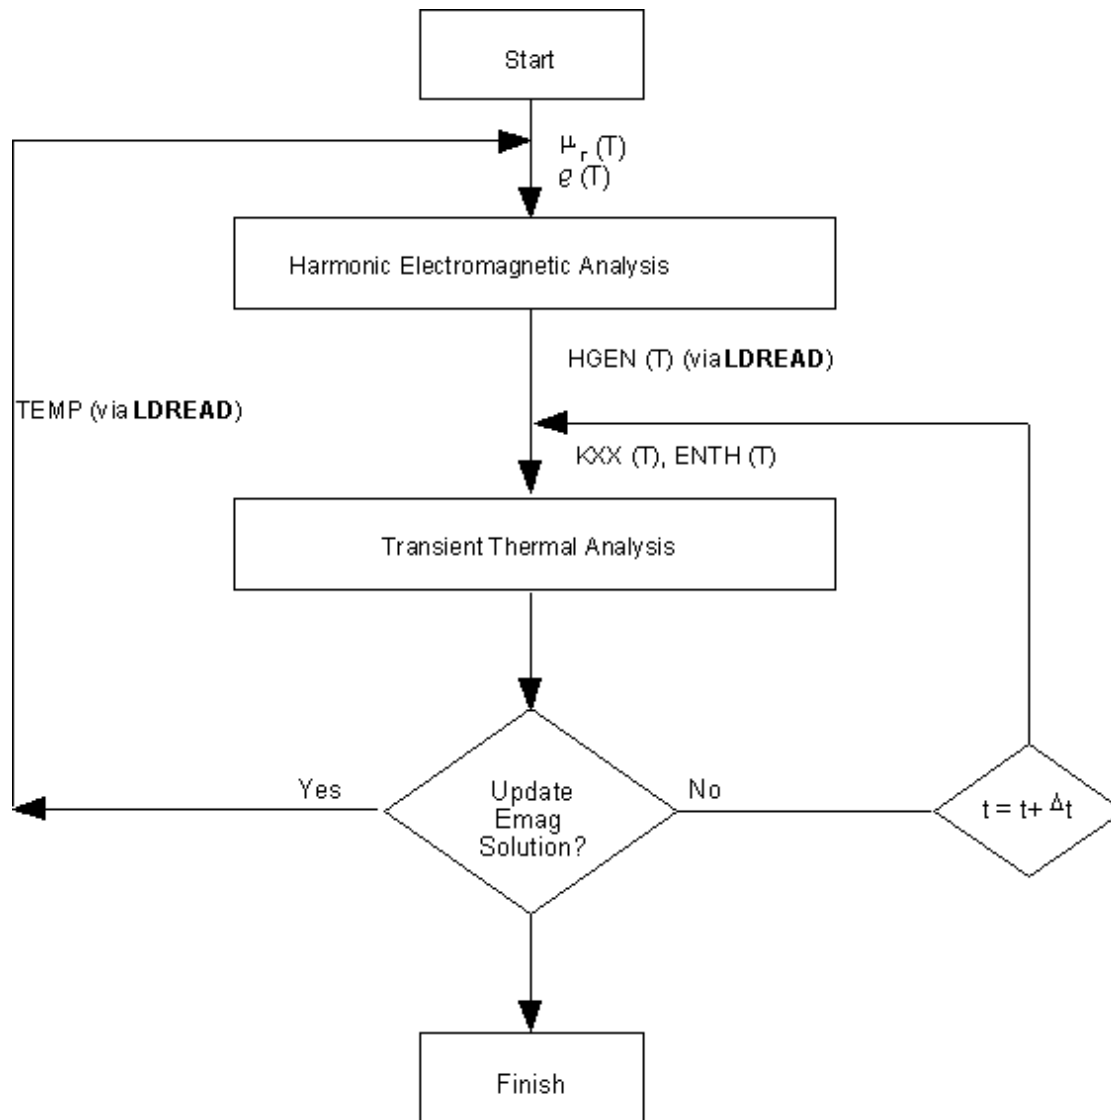 Start
μr (T)
ϱ (T)
Harmonic Electromagnetic Analysis
HGEN (T) (via LDREAD)
TEMP (via LDREAD)
KXX (T), ENTH (T)
Transient Thermal Analysis
Yes
Update
Emag
Solution?
No
t = t+ Δt
Finish